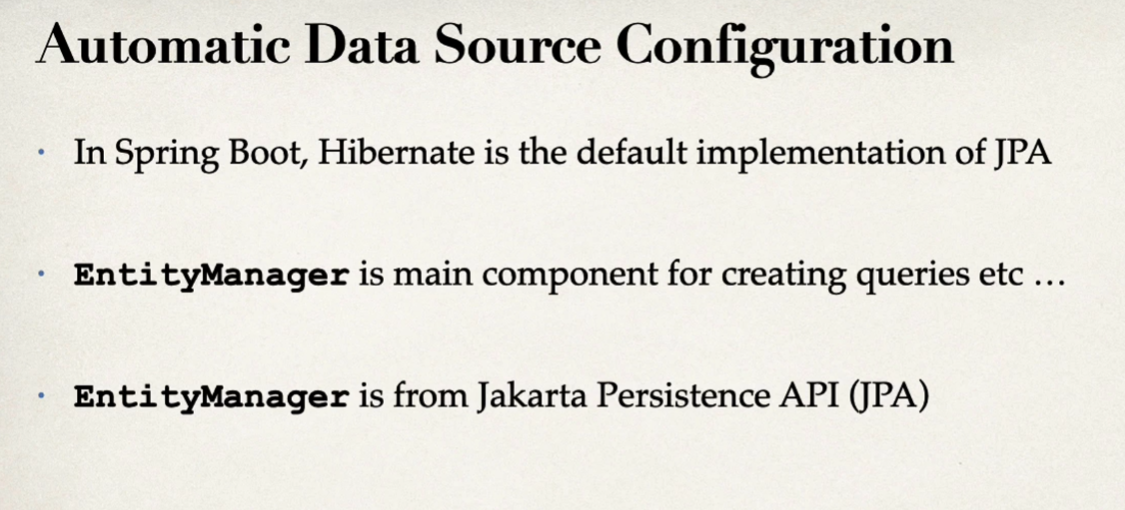 Automatic Data Source Configuration
• In Spring Boot, Hibernate is the default implementation of JPA
• EntityManager is main component for creating queries etc …
• EntityManager is from Jakarta Persistence API (JPA)